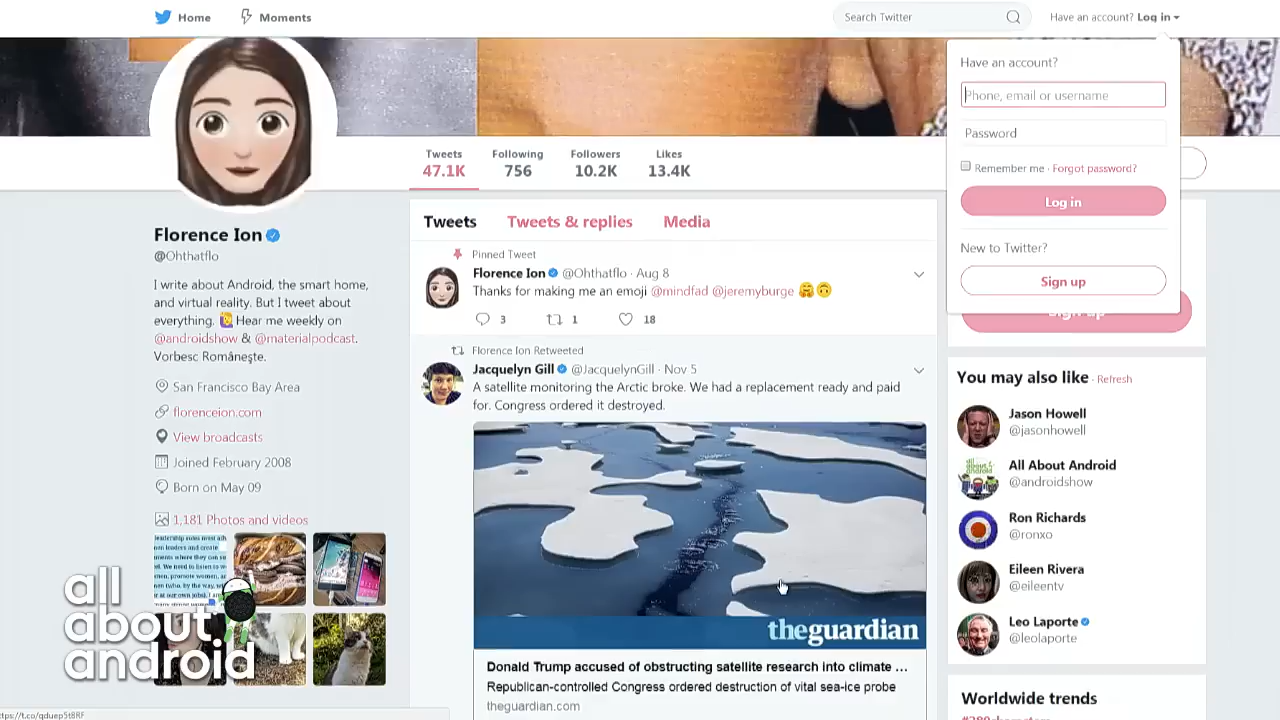 Home
Moments
Search Twitter
Have an account? Log in
Have an account?
Phone, email or username
Password
Remember me · Forgot password?
Log in
New to Twitter?
Sign up
Sign up
Tweets
47.1K
Following
756
Followers
10.2K
Likes
13.4K
Florence Ion
@Ohthatflo
I write about Android, the smart home,
and virtual reality. But I tweet about
everything. 🙋 Hear me weekly on
@androidshow & @materialpodcast.
Vorbesc Româneşte.
San Francisco Bay Area
florenceion.com
View broadcasts
Joined February 2008
Born on May 09
1,181 Photos and videos
all
about
android
Tweets
Tweets & replies
Media
Pinned Tweet
Florence Ion @Ohthatflo · Aug 8
Thanks for making me an emoji @mindfad @jeremyburge 🤗 🙃
3
1
18
Florence Ion Retweeted
Jacquelyn Gill @JacquelynGill · Nov 5
A satellite monitoring the Arctic broke. We had a replacement ready and paid
for. Congress ordered it destroyed.
theguardian
Donald Trump accused of obstructing satellite research into climate ...
Republican-controlled Congress ordered destruction of vital sea-ice probe
theguardian.com
You may also like · Refresh
Jason Howell
@jasonhowell
All About Android
@androidshow
Ron Richards
@ronxo
Eileen Rivera
@eileentv
Leo Laporte
@leolaporte
Worldwide trends